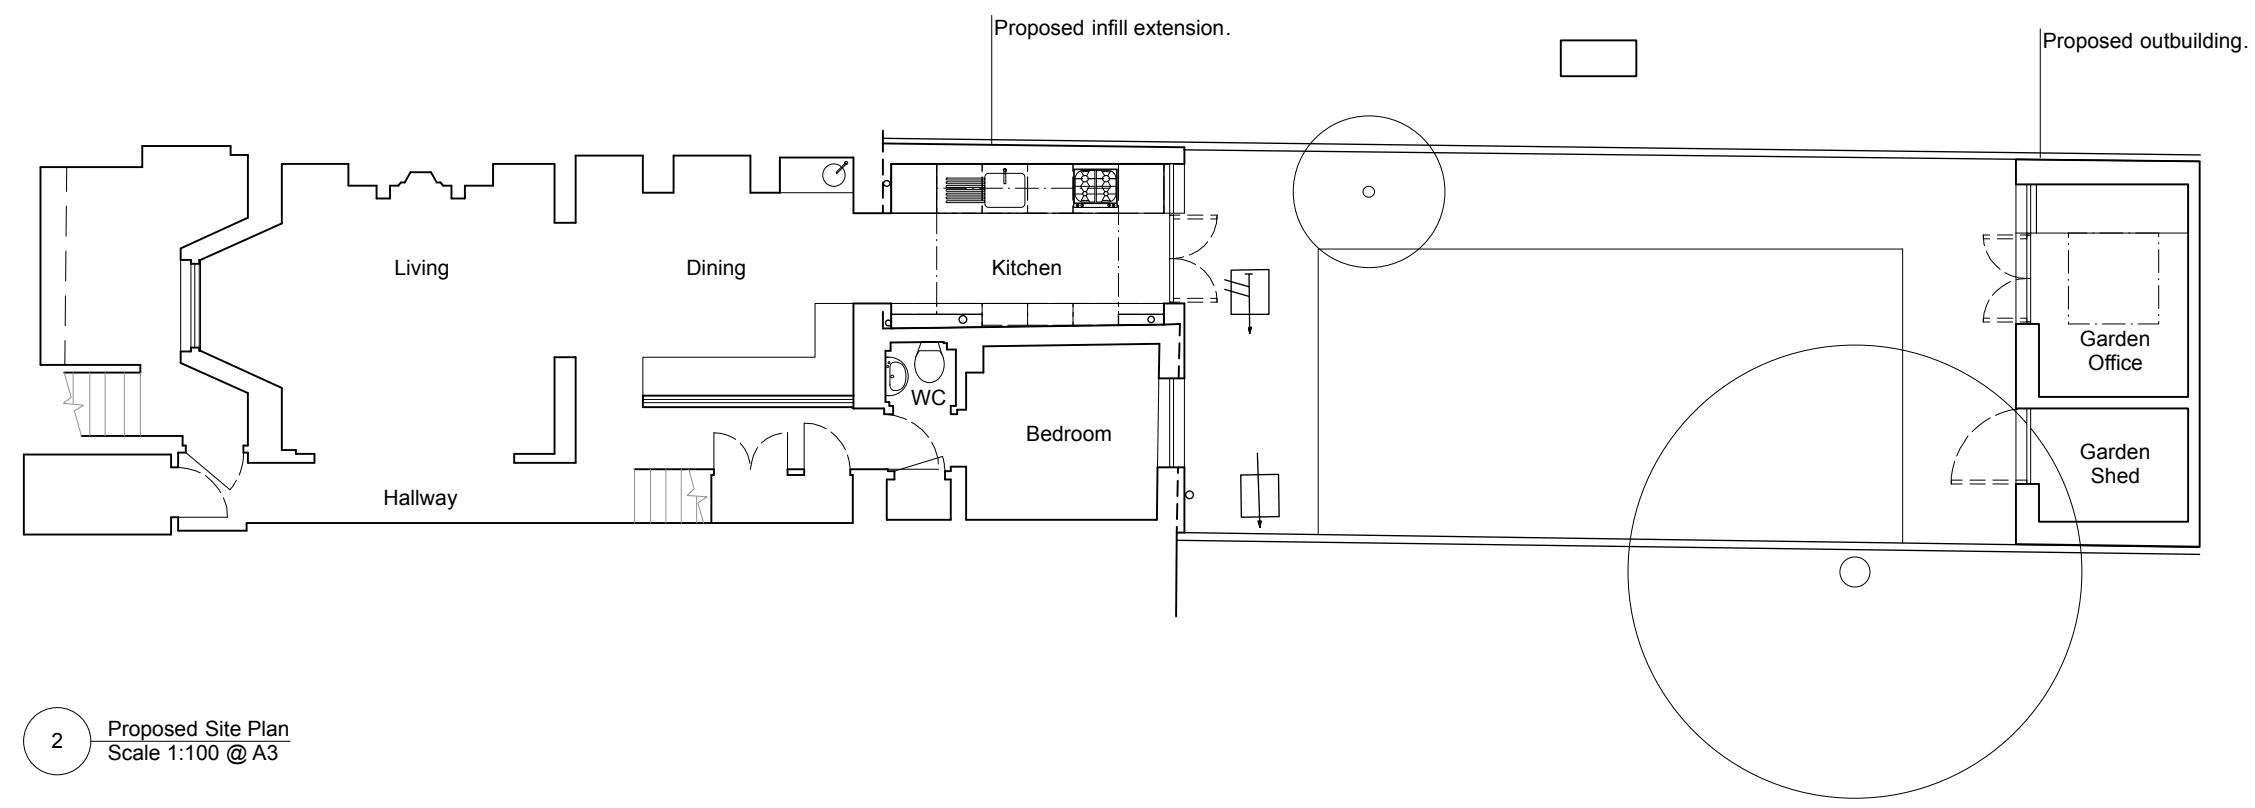 Proposed infill extension.
Proposed outbuilding.
Living
Dining
Kitchen
Garden
Office
WC
Bedroom
Garden
Shed
Hallway
2
Proposed Site Plan
Scale 1:100 @ A3